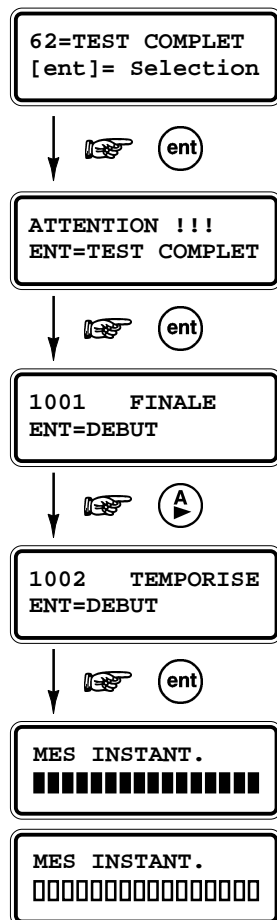 62=TEST COMPLET
[ent]= Selection
ent
ATTENTION !!!
ENT=TEST COMPLET
ent
1001 FINALE
ENT=DEBUT
A
1002 TEMPORISE
ENT=DEBUT
ent
MES INSTANT.
MES INSTANT.